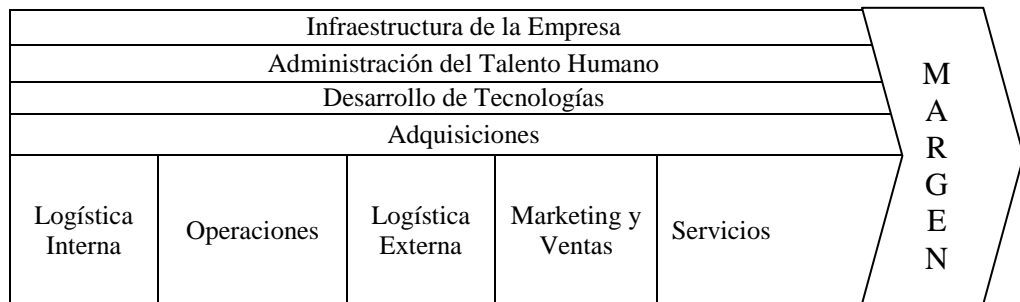 Infraestructura de la Empresa
Administración del Talento Humano
Desarrollo de Tecnologías
Adquisiciones
Logística
Interna
Operaciones
Logística
Externa
Marketing y
Ventas
Servicios
M
A
R
G
E
N